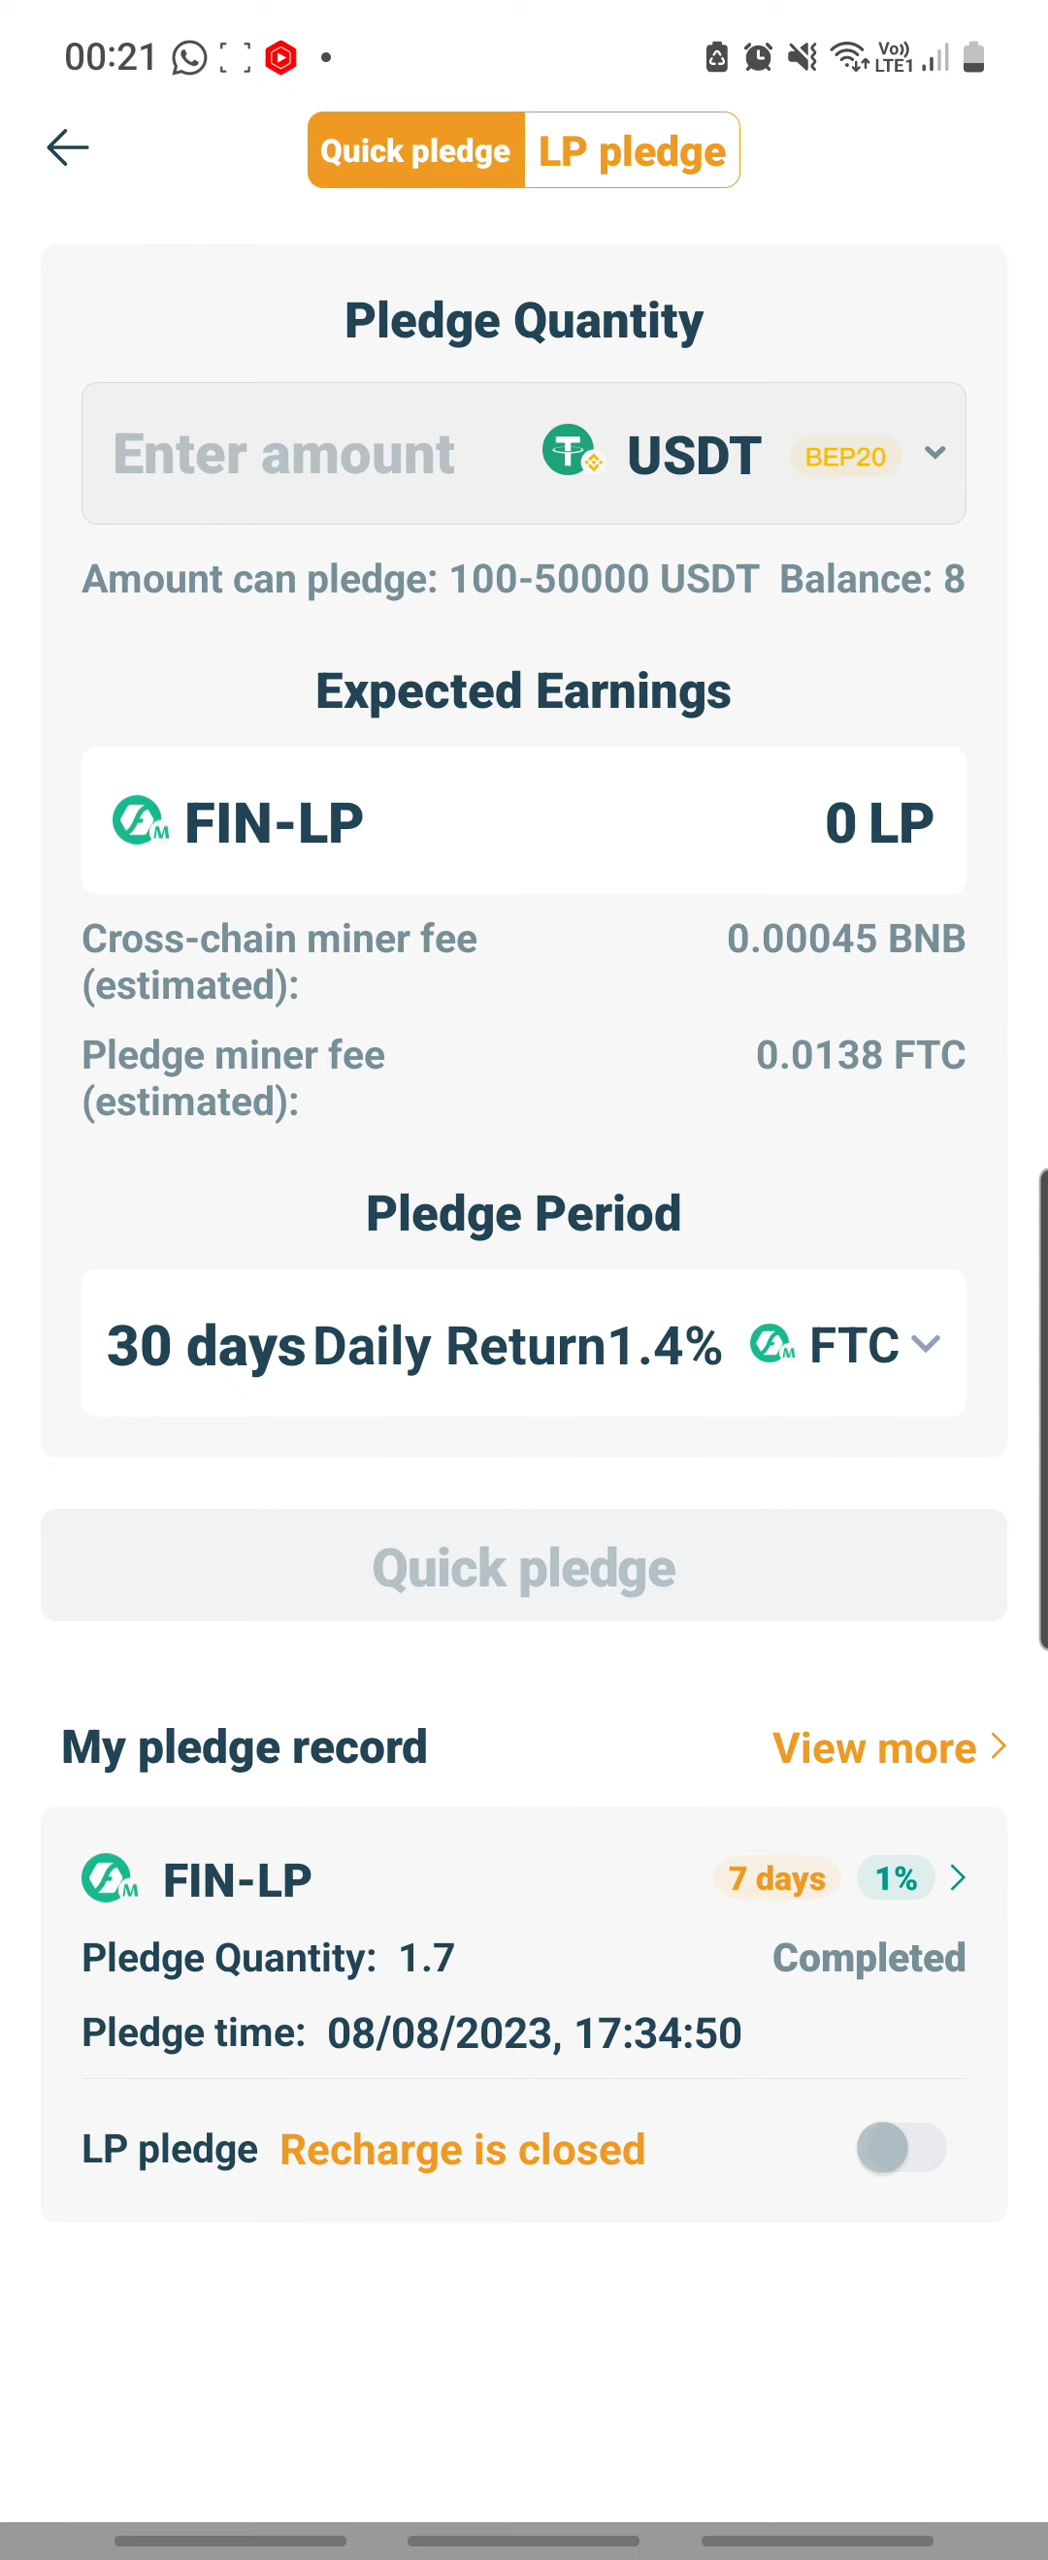 00:21
Vo))
LTE1
Quick pledge LP pledge
Pledge Quantity
Enter amount USDT BEP20
Amount can pledge: 100-50000 USDT Balance: 8
Expected Earnings
FIN-LP 0 LP
Cross-chain miner fee 0.00045 BNB
(estimated):
Pledge miner fee 0.0138 FTC
(estimated):
Pledge Period
30 days Daily Return1.4% FTC
Quick pledge
My pledge record View more
FIN-LP 7 days 1%
Pledge Quantity: 1.7 Completed
Pledge time: 08/08/2023, 17:34:50
LP pledge Recharge is closed